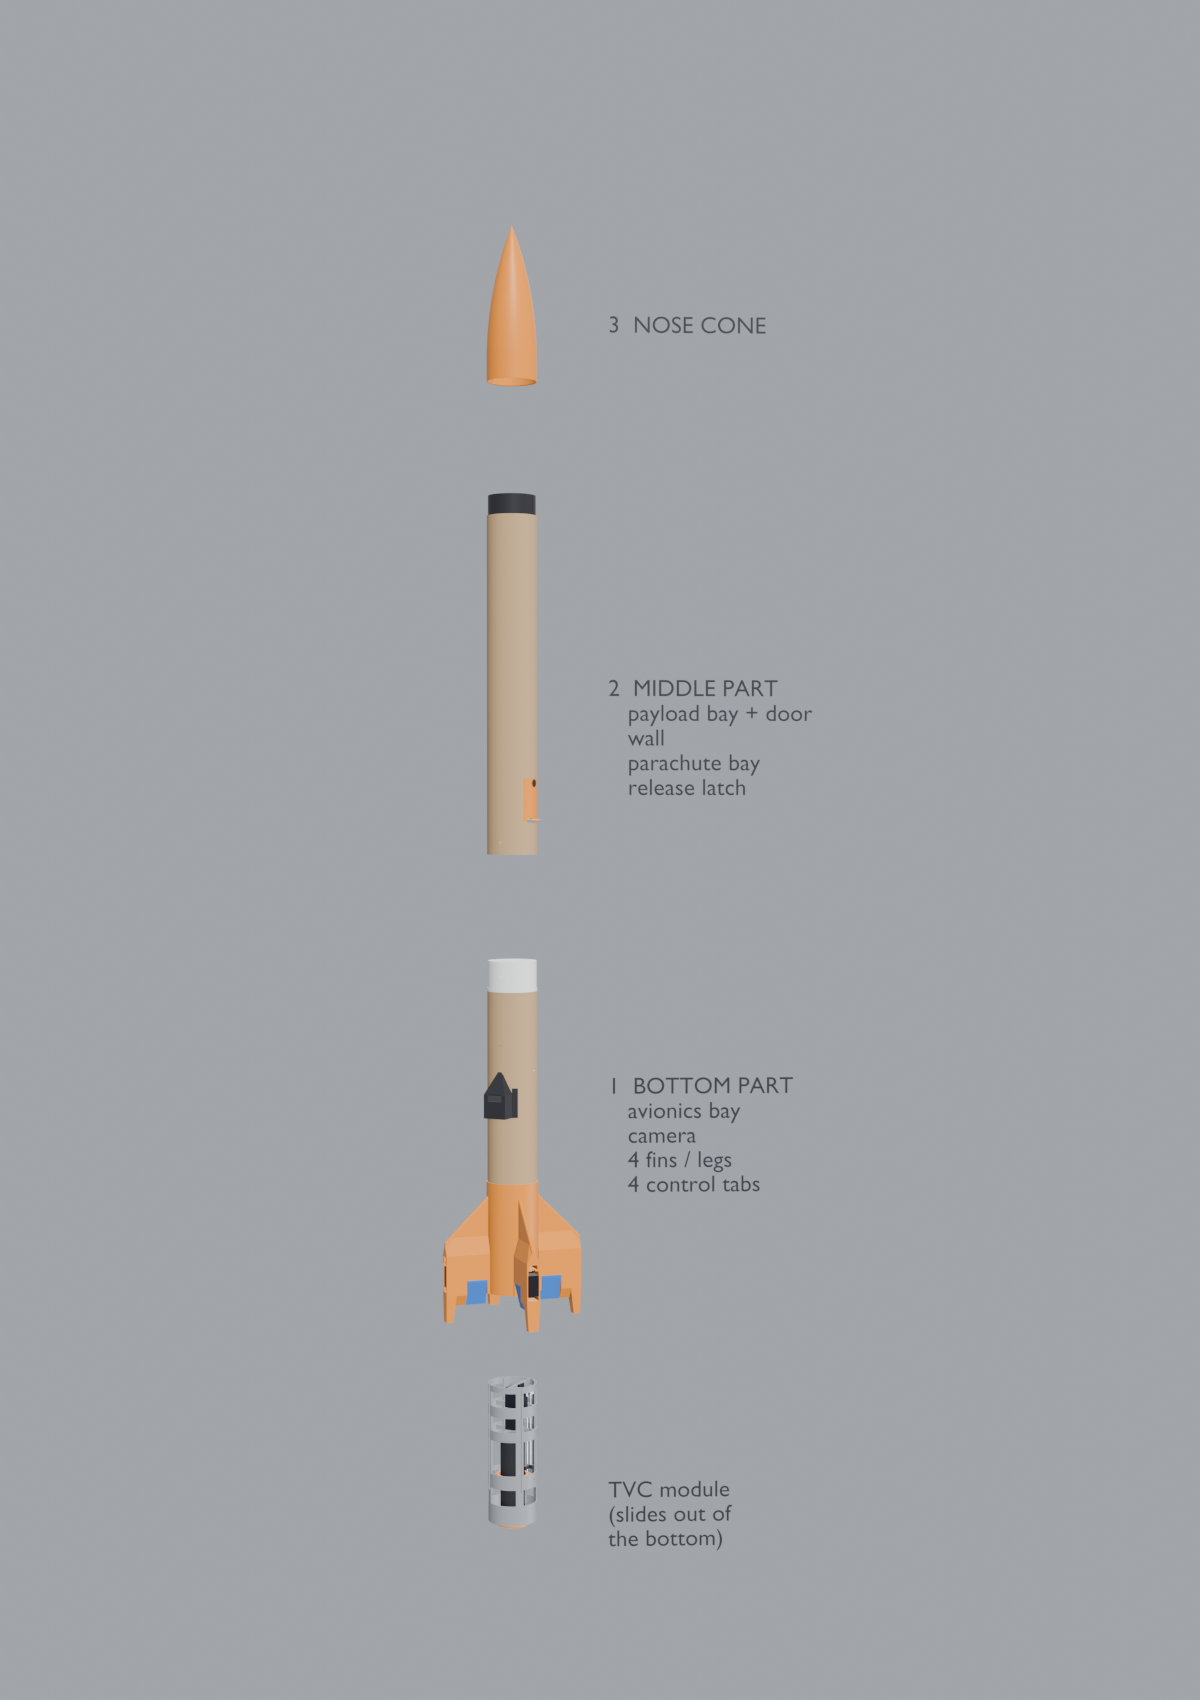 3 NOSE CONE
2 MIDDLE PART
payload bay + door
wall
parachute bay
release latch
1 BOTTOM PART
avionics bay
camera
4 fins / legs
4 control tabs
TVC module
(slides out of
the bottom)